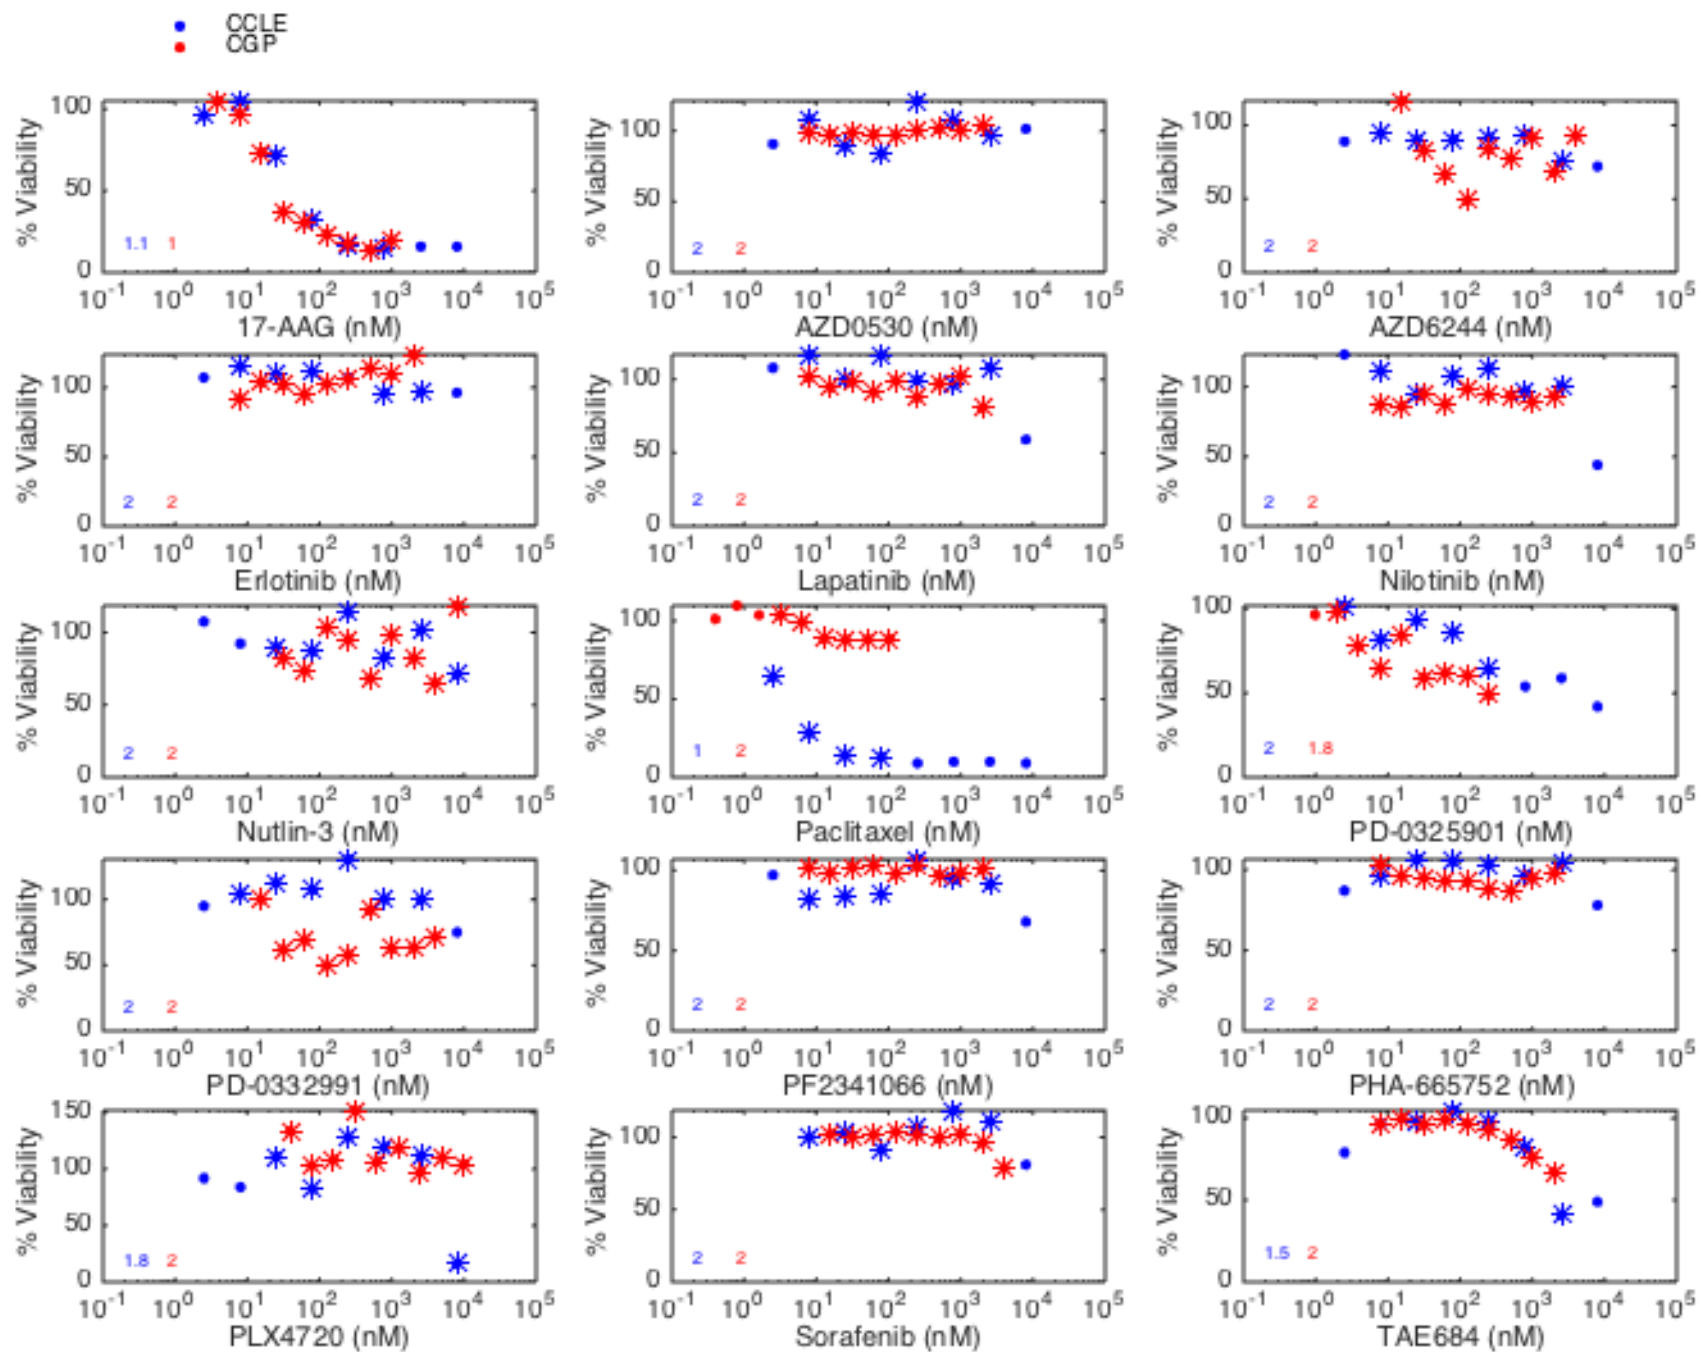 CCLE
CGP
% Viability 100 50 0 1.1 1
10^-1 10^0 10^1 10^2 10^3 10^4 10^5
17-AAG (nM)
% Viability 100 50 0 2 2
10^-1 10^0 10^1 10^2 10^3 10^4 10^5
AZD0530 (nM)
% Viability 100 50 0 2 2
10^-1 10^0 10^1 10^2 10^3 10^4 10^5
AZD6244 (nM)
% Viability 100 50 0 2 2
10^-1 10^0 10^1 10^2 10^3 10^4 10^5
Erlotinib (nM)
% Viability 100 50 0 2 2
10^-1 10^0 10^1 10^2 10^3 10^4 10^5
Lapatinib (nM)
% Viability 100 50 0 2 2
10^-1 10^0 10^1 10^2 10^3 10^4 10^5
Nilotinib (nM)
% Viability 100 50 0 2 2
10^-1 10^0 10^1 10^2 10^3 10^4 10^5
Nutlin-3 (nM)
% Viability 100 50 0 1 2
10^-1 10^0 10^1 10^2 10^3 10^4 10^5
Paclitaxel (nM)
% Viability 100 50 0 2 1.8
10^-1 10^0 10^1 10^2 10^3 10^4 10^5
PD-0325901 (nM)
% Viability 100 50 0 2 2
10^-1 10^0 10^1 10^2 10^3 10^4 10^5
PD-0332991 (nM)
% Viability 100 50 0 2 2
10^-1 10^0 10^1 10^2 10^3 10^4 10^5
PF2341066 (nM)
% Viability 100 50 0 2 2
10^-1 10^0 10^1 10^2 10^3 10^4 10^5
PHA-665752 (nM)
% Viability 150 100 50 0 1.8 2
10^-1 10^0 10^1 10^2 10^3 10^4 10^5
PLX4720 (nM)
% Viability 100 50 0 2 2
10^-1 10^0 10^1 10^2 10^3 10^4 10^5
Sorafenib (nM)
% Viability 100 50 0 1.5 2
10^-1 10^0 10^1 10^2 10^3 10^4 10^5
TAE684 (nM)